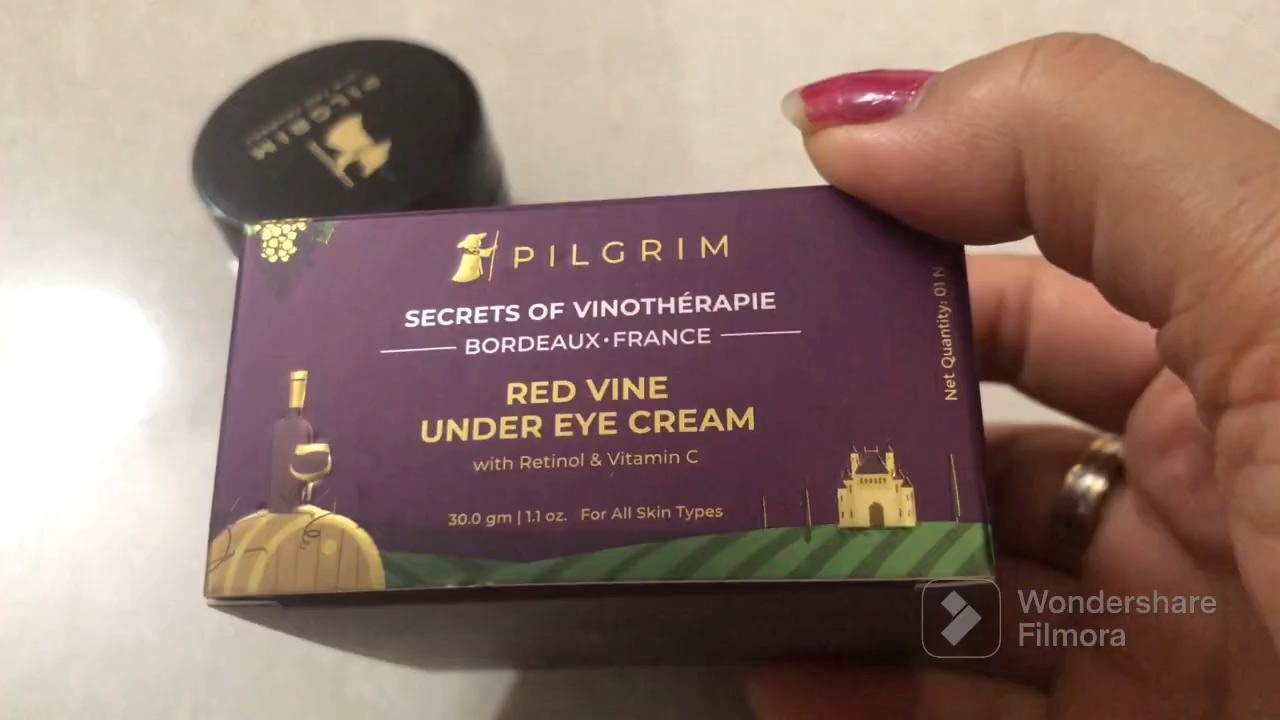 PILGRIM
PILGRIM
SECRETS OF VINOTHÉRAPIE
BORDEAUX•FRANCE
RED VINE
UNDER EYE CREAM
with Retinol & Vitamin C
30.0 gm | 1.1 oz. For All Skin Types
Net Quantity: 01 N
Wondershare
Filmora